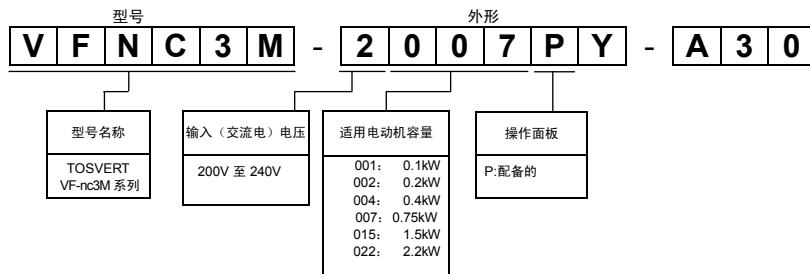 型号 外形
V F N C 3 M - 2 0 0 7 P Y - A 3 0
型号名称
TOSVERT
VF-nc3M 系列
输入（交流电）电压
200V 至 240V
适用电动机容量
001： 0.1kW
002： 0.2kW
004： 0.4kW
007： 0.75kW
015： 1.5kW
022： 2.2kW
操作面板
P:配备的